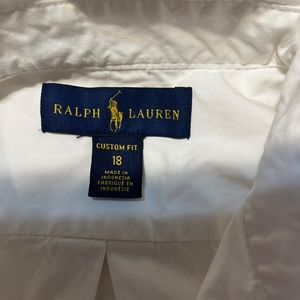 RALPH LAUREN
CUSTOM FIT
18
MADE IN
INDONESIA
FABRIQUÉ EN
INDONÉSIE